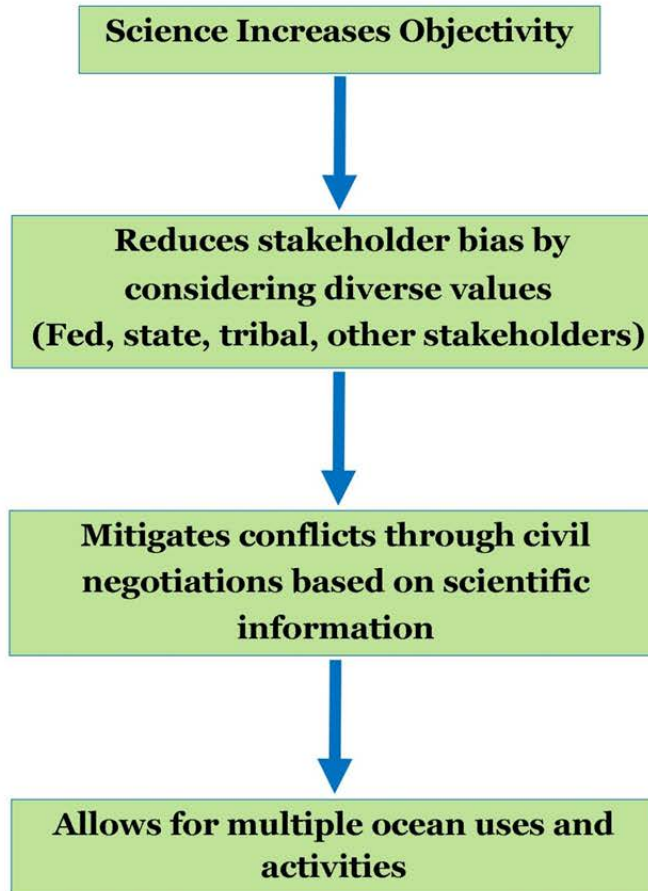 Science Increases Objectivity
Reduces stakeholder bias by
considering diverse values
(Fed, state, tribal, other stakeholders)
Mitigates conflicts through civil
negotiations based on scientific
information
Allows for multiple ocean uses and
activities